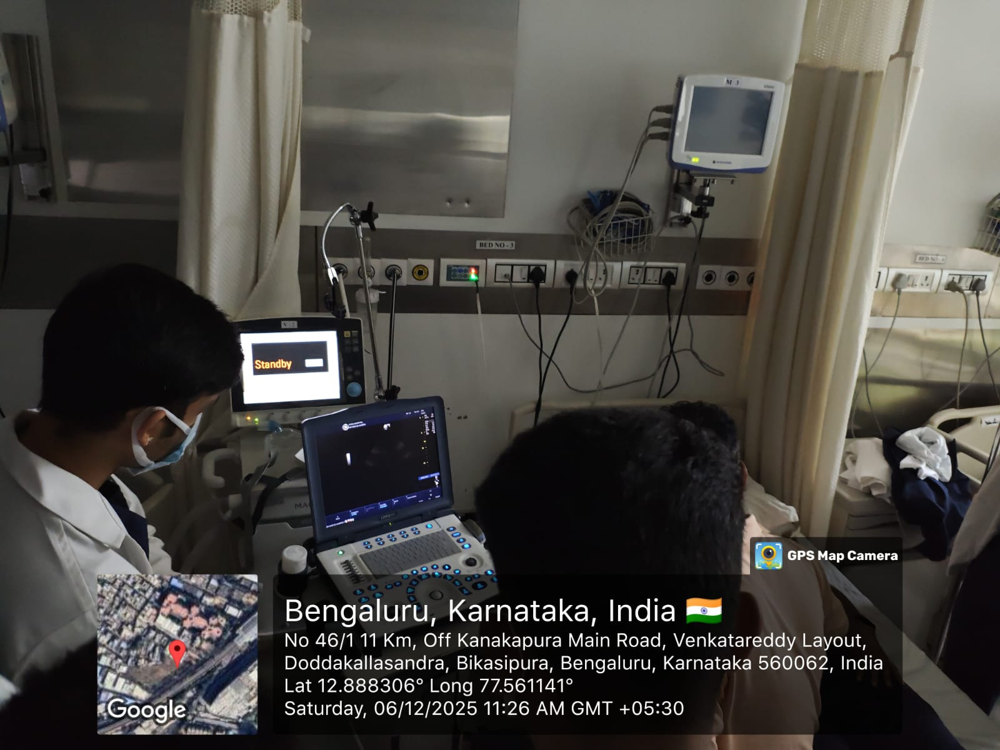 M 3
BED NO - 3
V 2
Standby
MAC
GPS Map Camera
Bengaluru, Karnataka, India
No 46/1 11 Km, Off Kanakapura Main Road, Venkatareddy Layout,
Doddakallasandra, Bikasipura, Bengaluru, Karnataka 560062, India
Lat 12.888306° Long 77.561141°
Saturday, 06/12/2025 11:26 AM GMT +05:30
Google